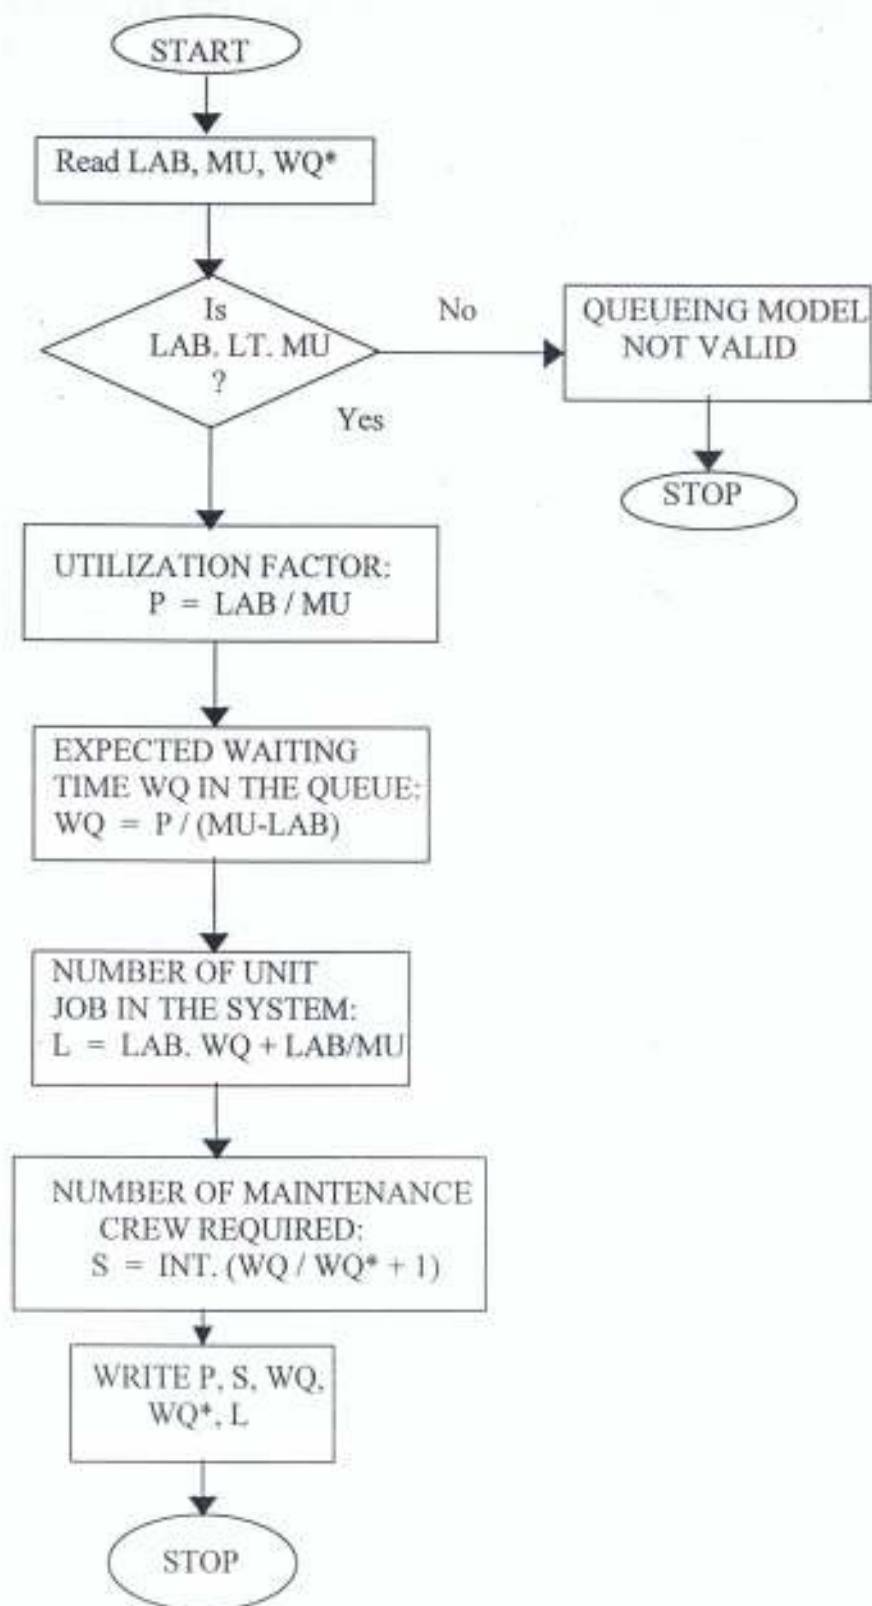 START
Read LAB, MU, WQ*
Is
LAB. LT. MU
?
No
QUEUEING MODEL
NOT VALID
STOP
Yes
UTILIZATION FACTOR:
P = LAB / MU
EXPECTED WAITING
TIME WQ IN THE QUEUE:
WQ = P / (MU-LAB)
NUMBER OF UNIT
JOB IN THE SYSTEM:
L = LAB. WQ + LAB/MU
NUMBER OF MAINTENANCE
CREW REQUIRED:
S = INT. (WQ / WQ* + 1)
WRITE P, S, WQ,
WQ*, L
STOP